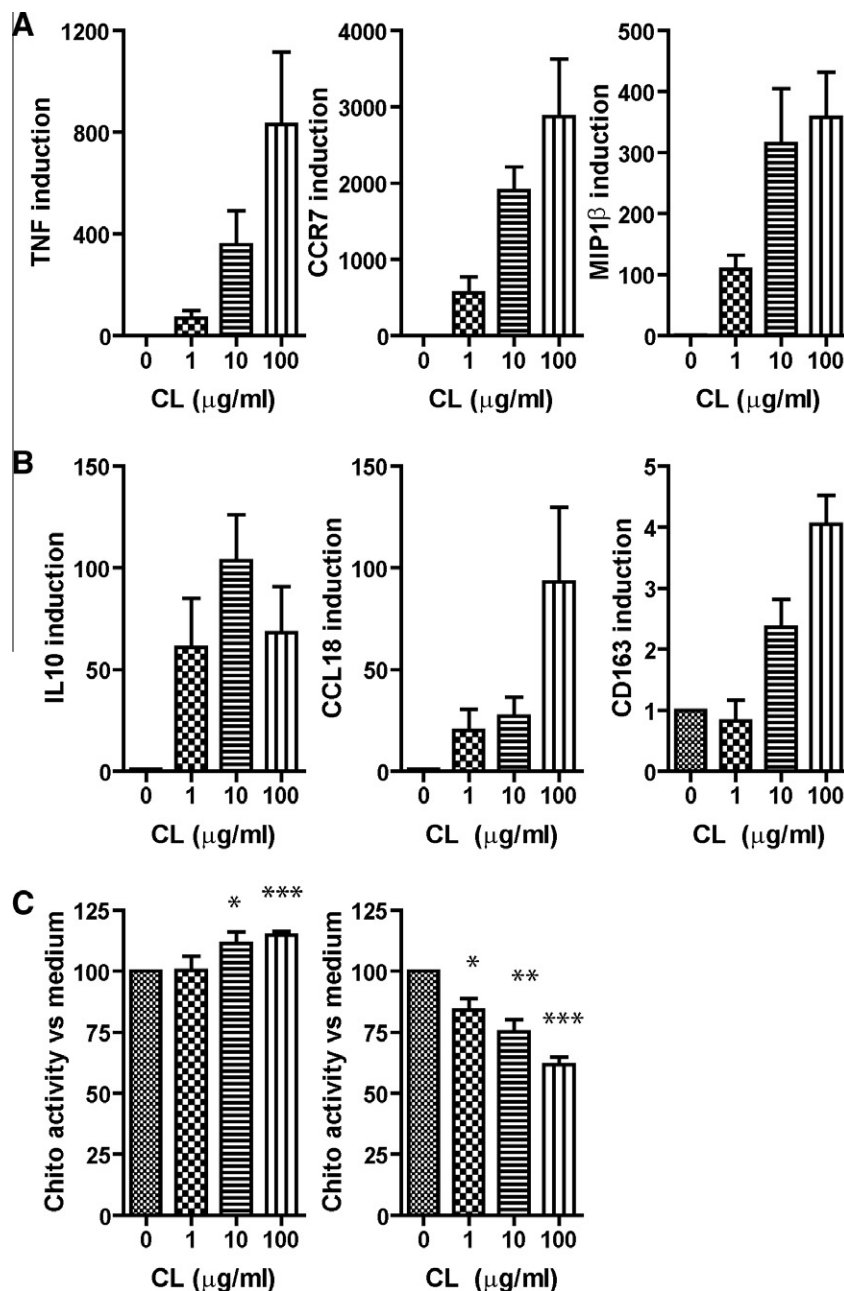 A
TNF induction
1200
800
400
0
0 1 10 100
CL (μg/ml)
CCR7 induction
4000
3000
2000
1000
0
0 1 10 100
CL (μg/ml)
MIP1β induction
500
400
300
200
100
0
0 1 10 100
CL (μg/ml)
B
IL10 induction
150
100
50
0
0 1 10 100
CL (μg/ml)
CCL18 induction
150
100
50
0
0 1 10 100
CL (μg/ml)
CD163 induction
5
4
3
2
1
0
0 1 10 100
CL (μg/ml)
C
Chito activity vs medium
125
100
75
50
25
0
* ***
0 1 10 100
CL (μg/ml)
Chito activity vs medium
125
100
75
50
25
0
* ** ***
0 1 10 100
CL (μg/ml)